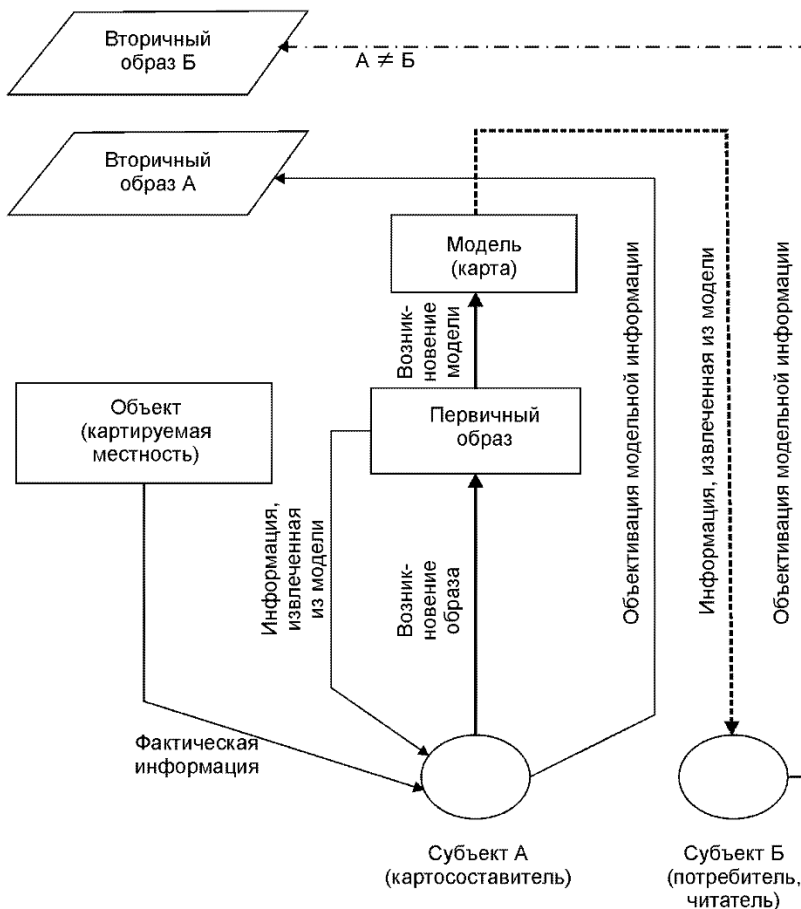 Вторичный
образ Б
А ≠ Б
Вторичный
образ А
Модель
(карта)
Возник-
новение
модели
Объект
(картируемая
местность)
Первичный
образ
Информация,
извлеченная
из модели
Возник-
новение
образа
Объективация модельной информации
Информация, извлеченная из модели
Объективация модельной информации
Фактическая
информация
Субъект А
(картосоставитель)
Субъект Б
(потребитель,
читатель)